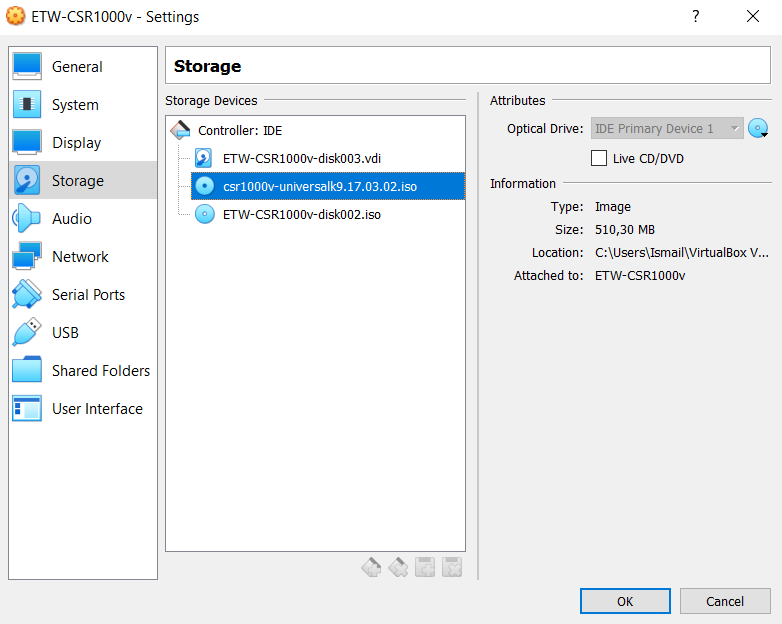 ETW-CSR1000v - Settings
General
System
Display
Storage
Audio
Network
Serial Ports
USB
Shared Folders
User Interface
Storage
Storage Devices
Controller: IDE
ETW-CSR1000v-disk003.vdi
csr1000v-universalk9.17.03.02.iso
ETW-CSR1000v-disk002.iso
Attributes
Optical Drive: IDE Primary Device 1
Live CD/DVD
Information
Type: Image
Size: 510,30 MB
Location: C:\Users\Ismail\VirtualBox V...
Attached to: ETW-CSR1000v
OK
Cancel